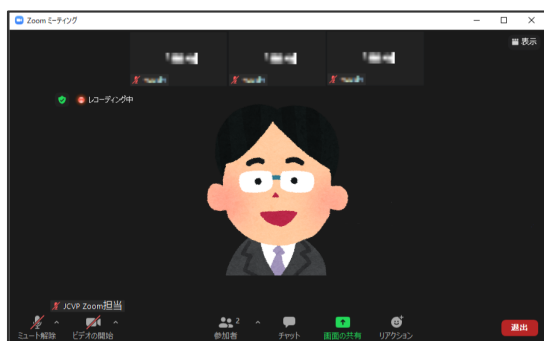 Zoom ミーティング
表示
レコーディング中
JCVP Zoom担当
ミュート解除
ビデオの開始
参加者
2
チャット
画面の共有
リアクション
退出